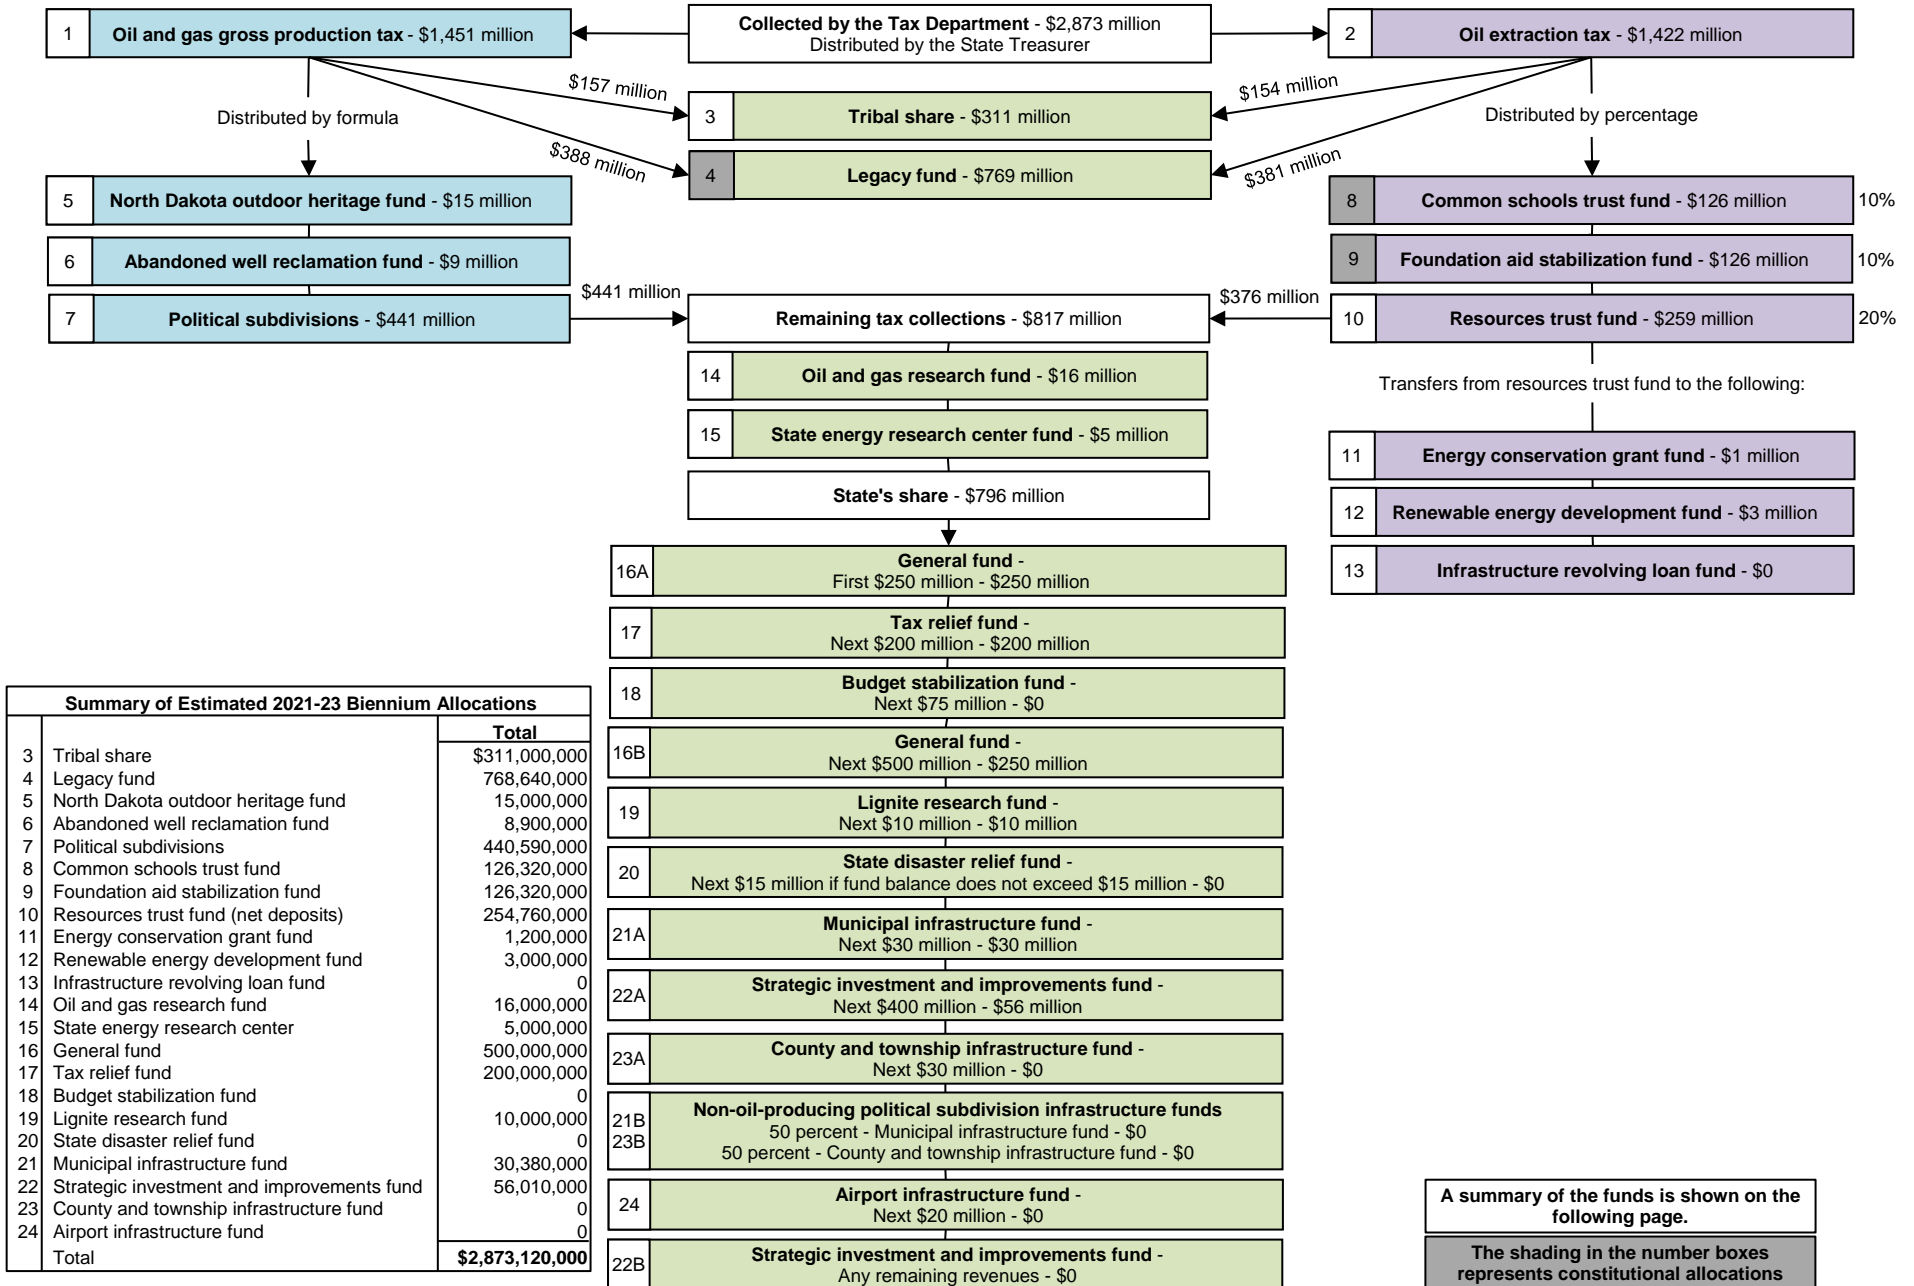 Collected by the Tax Department - $2,873 million
Distributed by the State Treasurer
1 Oil and gas gross production tax - $1,451 million
2 Oil extraction tax - $1,422 million
$157 million
$154 million
Distributed by formula
3 Tribal share - $311 million
Distributed by percentage
$388 million
4 Legacy fund - $769 million
$381 million
5 North Dakota outdoor heritage fund - $15 million
6 Abandoned well reclamation fund - $9 million
7 Political subdivisions - $441 million
$441 million
8 Common schools trust fund - $126 million 10%
9 Foundation aid stabilization fund - $126 million 10%
10 Resources trust fund - $259 million 20%
$376 million
Transfers from resources trust fund to the following:
11 Energy conservation grant fund - $1 million
12 Renewable energy development fund - $3 million
13 Infrastructure revolving loan fund - $0
Remaining tax collections - $817 million
14 Oil and gas research fund - $16 million
15 State energy research center fund - $5 million
State's share - $796 million
16A General fund -
First $250 million - $250 million
17 Tax relief fund -
Next $200 million - $200 million
18 Budget stabilization fund -
Next $75 million - $0
16B General fund -
Next $500 million - $250 million
19 Lignite research fund -
Next $10 million - $10 million
20 State disaster relief fund -
Next $15 million if fund balance does not exceed $15 million - $0
21A Municipal infrastructure fund -
Next $30 million - $30 million
22A Strategic investment and improvements fund -
Next $400 million - $56 million
23A County and township infrastructure fund -
Next $30 million - $0
21B
23B
Non-oil-producing political subdivision infrastructure funds
50 percent - Municipal infrastructure fund - $0
50 percent - County and township infrastructure fund - $0
24 Airport infrastructure fund -
Next $20 million - $0
22B Strategic investment and improvements fund -
Any remaining revenues - $0
Summary of Estimated 2021-23 Biennium Allocations
Total
3 Tribal share $311,000,000
4 Legacy fund 768,640,000
5 North Dakota outdoor heritage fund 15,000,000
6 Abandoned well reclamation fund 8,900,000
7 Political subdivisions 440,590,000
8 Common schools trust fund 126,320,000
9 Foundation aid stabilization fund 126,320,000
10 Resources trust fund (net deposits) 254,760,000
11 Energy conservation grant fund 1,200,000
12 Renewable energy development fund 3,000,000
13 Infrastructure revolving loan fund 0
14 Oil and gas research fund 16,000,000
15 State energy research center 5,000,000
16 General fund 500,000,000
17 Tax relief fund 200,000,000
18 Budget stabilization fund 0
19 Lignite research fund 10,000,000
20 State disaster relief fund 0
21 Municipal infrastructure fund 30,380,000
22 Strategic investment and improvements fund 56,010,000
23 County and township infrastructure fund 0
24 Airport infrastructure fund 0
Total $2,873,120,000
A summary of the funds is shown on the
following page.
The shading in the number boxes
represents constitutional allocations